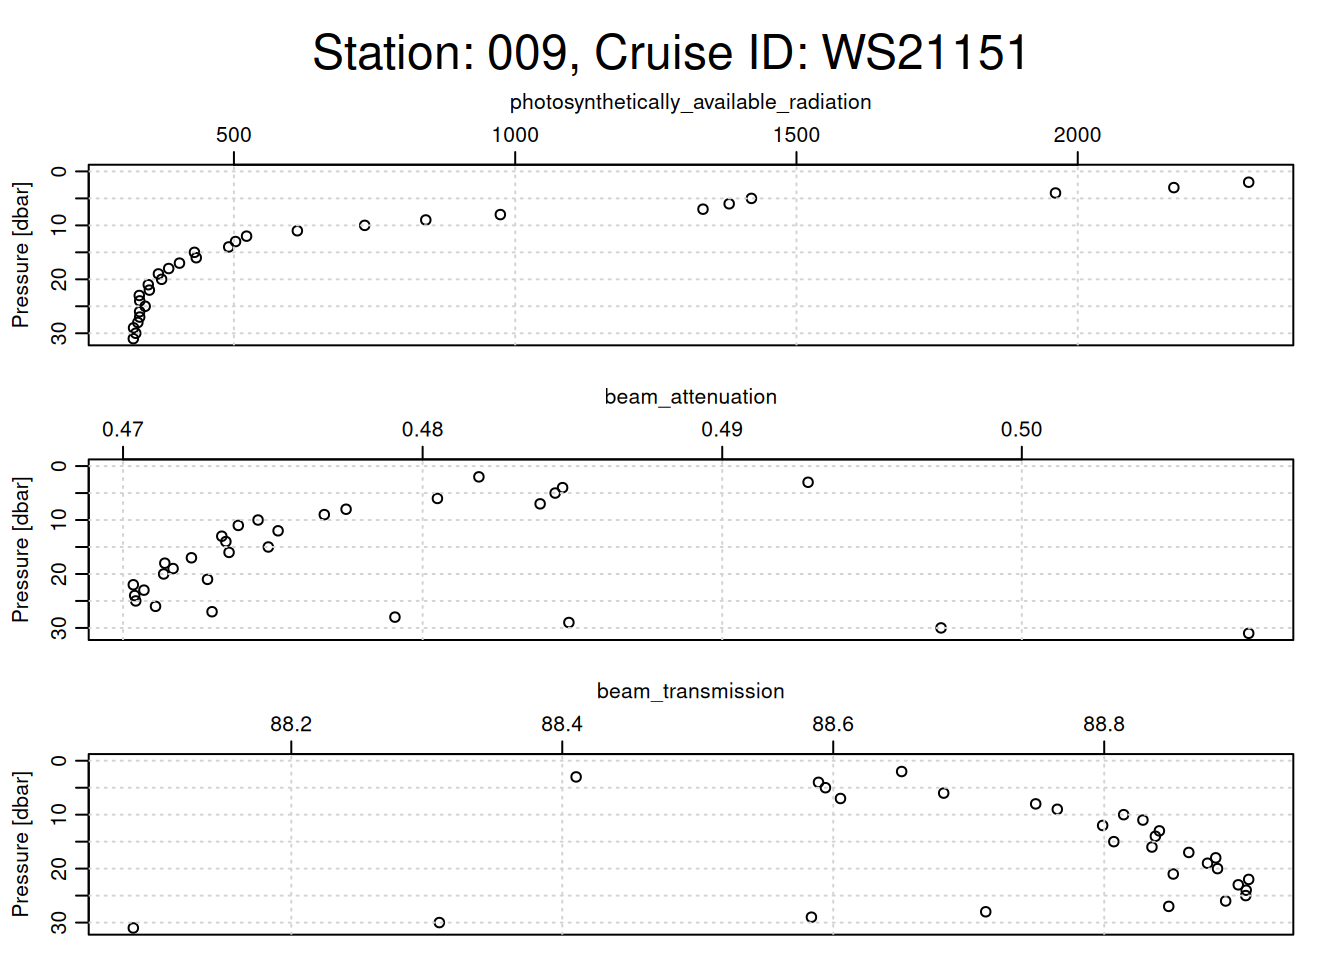 Station: 009, Cruise ID: WS21151
photosynthetically_available_radiation
500 1000 1500 2000
Pressure [dbar]
0
10
20
30
beam_attenuation
0.47 0.48 0.49 0.50
Pressure [dbar]
0
10
20
30
beam_transmission
88.2 88.4 88.6 88.8
Pressure [dbar]
0
10
20
30